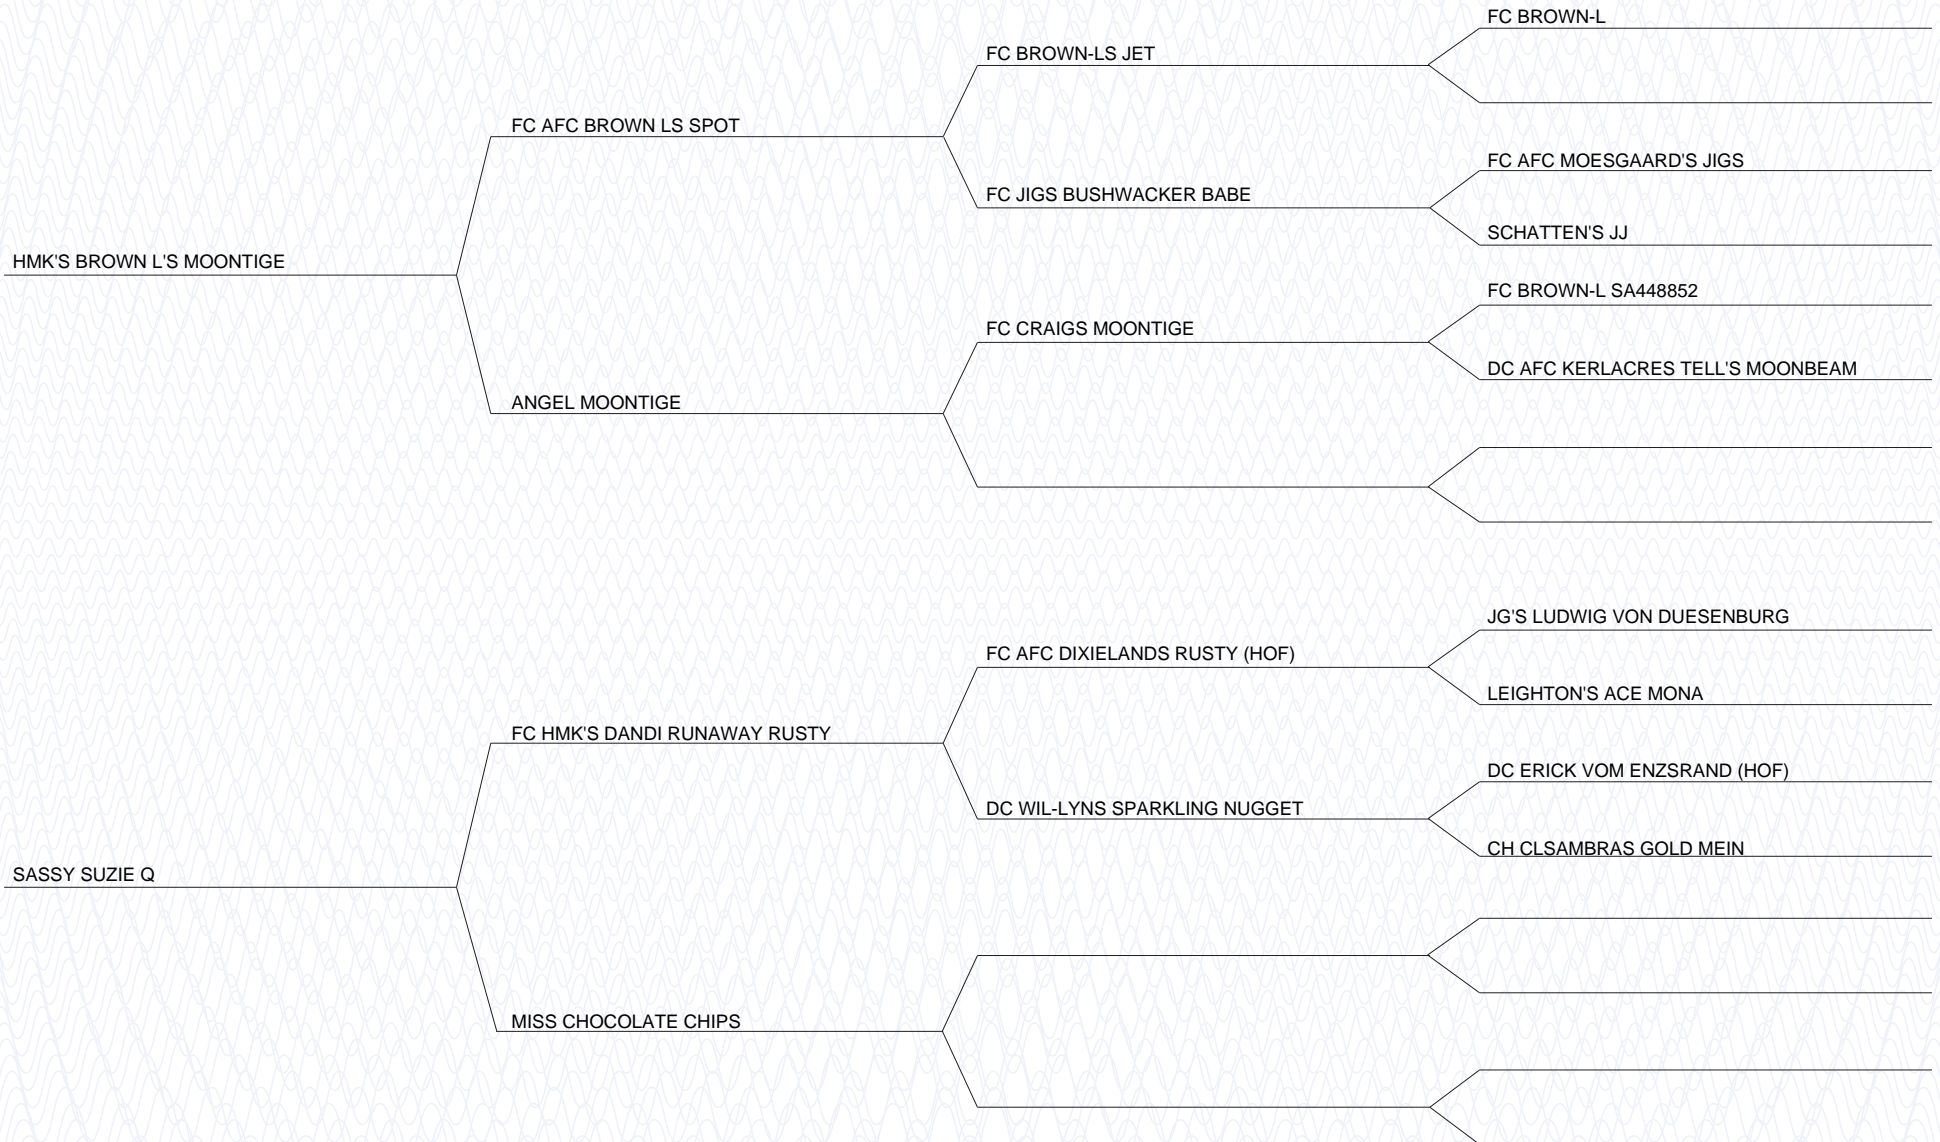 FC BROWN-L
FC BROWN-LS JET
FC AFC BROWN LS SPOT
FC AFC MOESGAARD'S JIGS
FC JIGS BUSHWACKER BABE
SCHATTEN'S JJ
HMK'S BROWN L'S MOONTIGE
FC BROWN-L SA448852
FC CRAIGS MOONTIGE
DC AFC KERLACRES TELL'S MOONBEAM
ANGEL MOONTIGE
JG'S LUDWIG VON DUESENBURG
FC AFC DIXIELANDS RUSTY (HOF)
LEIGHTON'S ACE MONA
FC HMK'S DANDI RUNAWAY RUSTY
DC ERICK VOM ENZSRAND (HOF)
DC WIL-LYNS SPARKLING NUGGET
CH CLSAMBRAS GOLD MEIN
SASSY SUZIE Q
MISS CHOCOLATE CHIPS